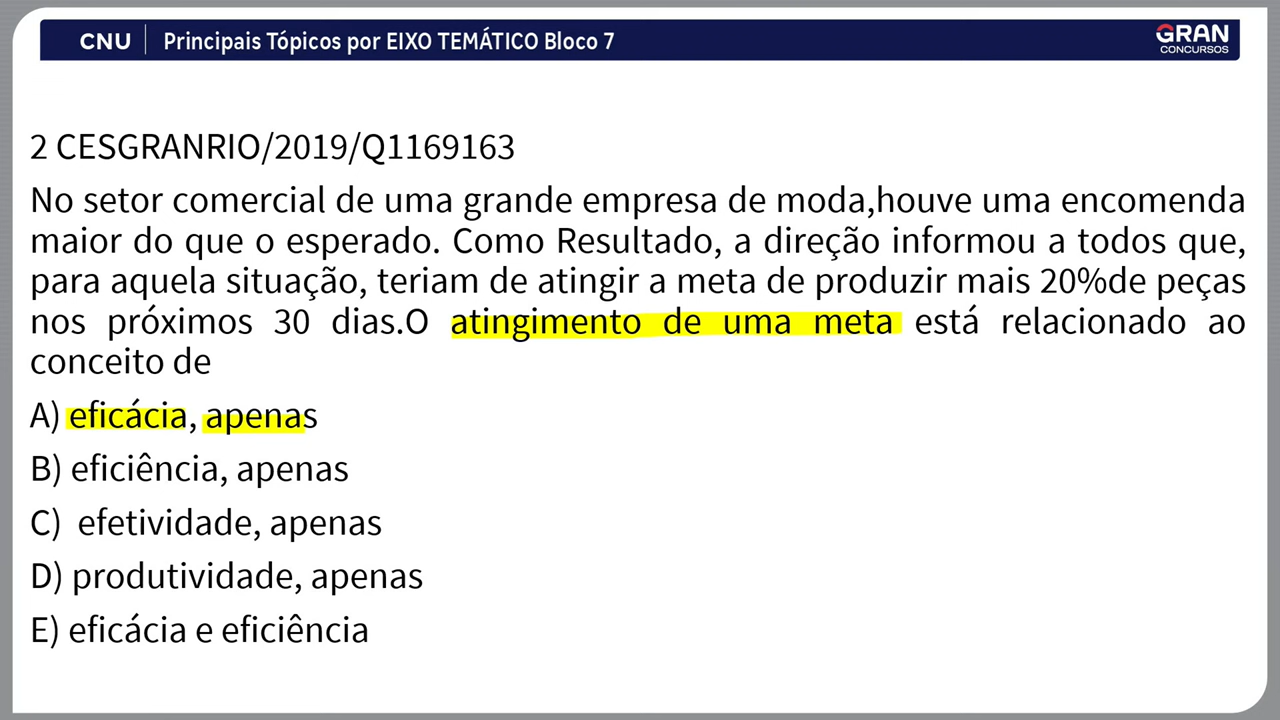 CNU | Principais Tópicos por EIXO TEMÁTICO Bloco 7
GRAN
CONCURSOS
2 CESGRANRIO/2019/Q1169163
No setor comercial de uma grande empresa de moda,houve uma encomenda
maior do que o esperado. Como Resultado, a direção informou a todos que,
para aquela situação, teriam de atingir a meta de produzir mais 20%de peças
nos próximos 30 dias.O atingimento de uma meta está relacionado ao
conceito de
A) eficácia, apenas
B) eficiência, apenas
C) efetividade, apenas
D) produtividade, apenas
E) eficácia e eficiência